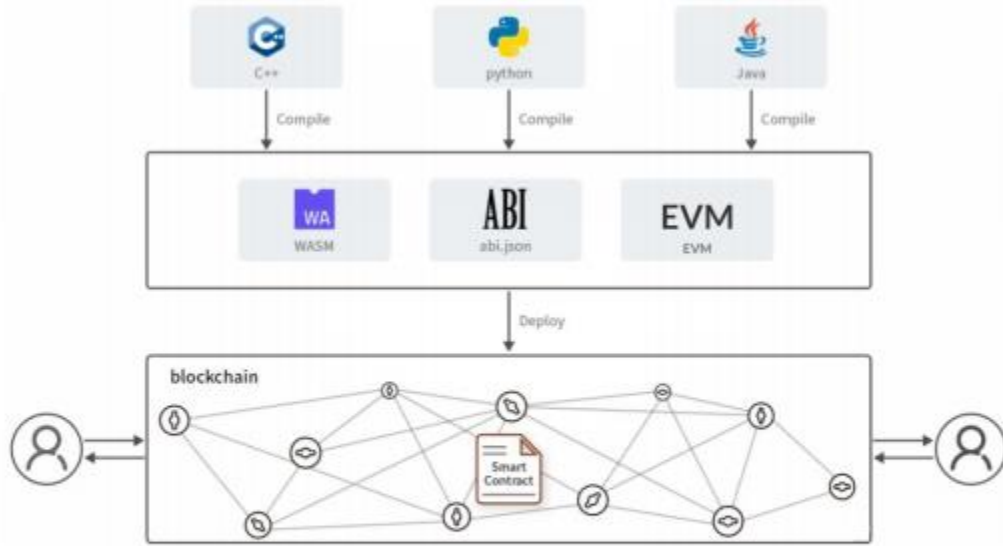 C++
python
Java
Compile
Compile
Compile
WA
WASM
ABI
abi.json
EVM
EVM
Deploy
blockchain
Smart
Contract